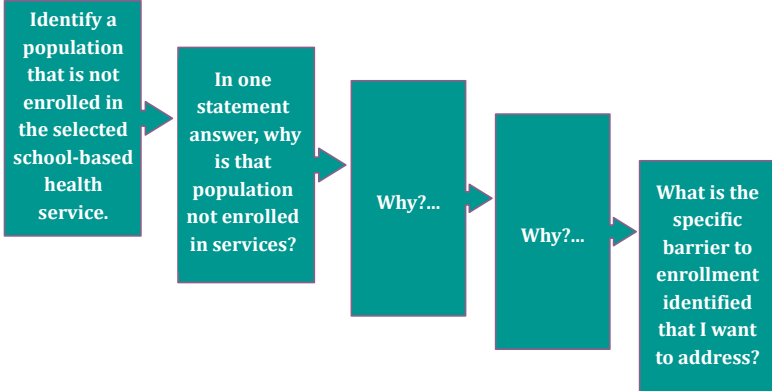 Identify a
population
that is not
enrolled in
the selected
school-based
health
service.
In one
statement
answer, why
is that
population
not enrolled
in services?
Why?...
Why?...
What is the
specific
barrier to
enrollment
identified
that I want
to address?